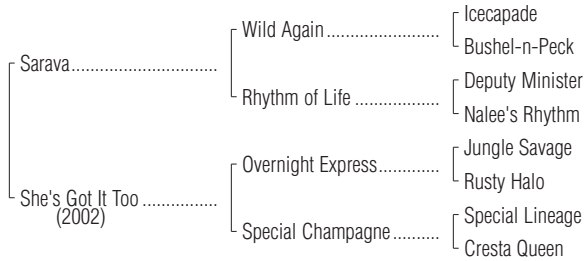 Icecapade
Wild Again
Bushel-n-Peck
Sarava
Deputy Minister
Rhythm of Life
Nalee's Rhythm
Jungle Savage
Overnight Express
Rusty Halo
She's Got It Too
(2002)
Special Lineage
Special Champagne
Cresta Queen